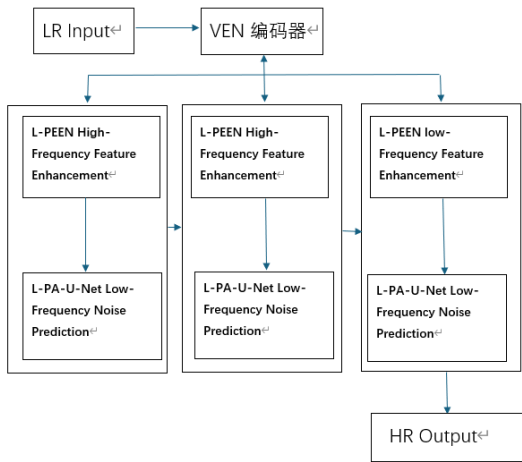 LR Input↵
VEN 编码器↵
L-PEEN High-
Frequency Feature
Enhancement↵
L-PEEN High-
Frequency Feature
Enhancement↵
L-PEEN low-
Frequency Feature
Enhancement↵
L-PA-U-Net Low-
Frequency Noise
Prediction↵
L-PA-U-Net Low-
Frequency Noise
Prediction↵
L-PA-U-Net Low-
Frequency Noise
Prediction↵
HR Output↵